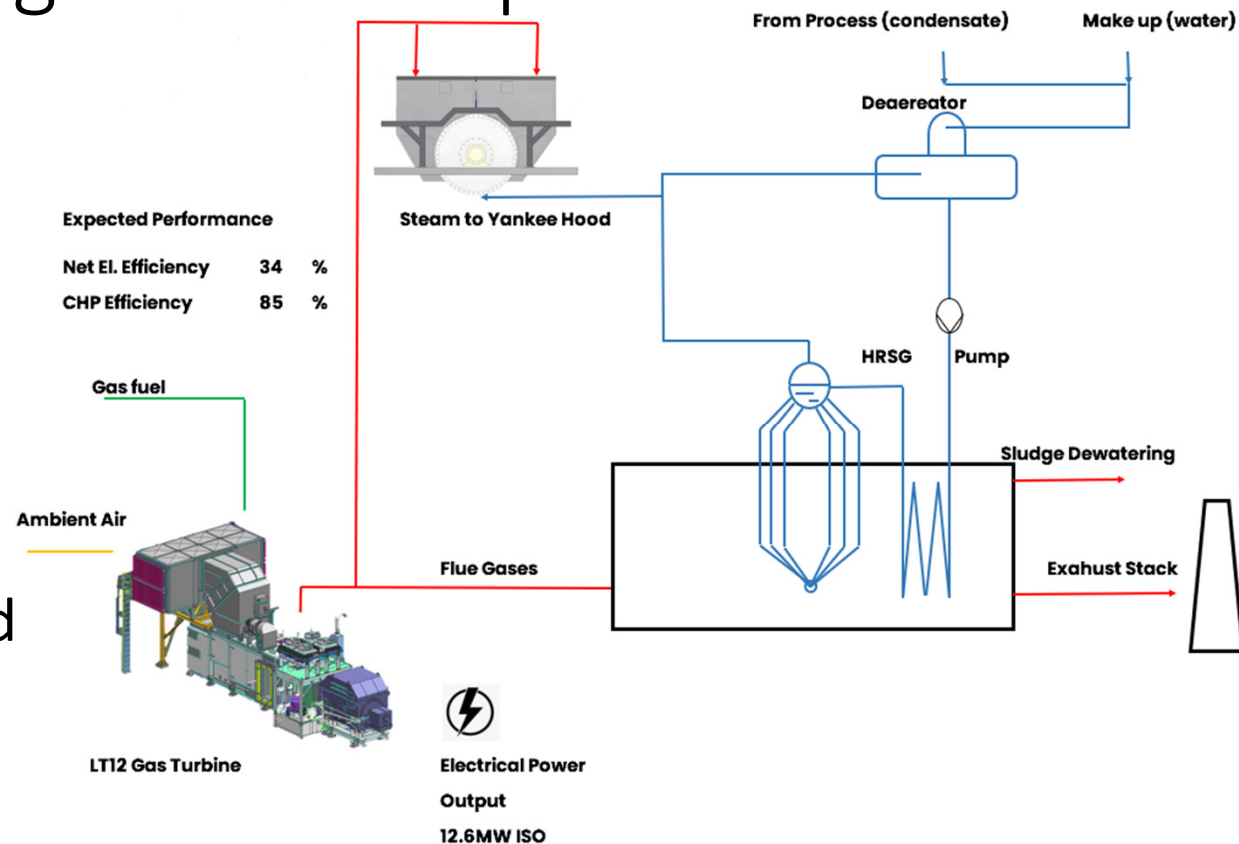 From Process (condensate)
Make up (water)
Deaereator
Steam to Yankee Hood
Expected Performance
Net El. Efficiency 34 %
CHP Efficiency 85 %
HRSG
Pump
Gas fuel
Sludge Dewatering
Ambient Air
Flue Gases
Exahust Stack
LT12 Gas Turbine
Electrical Power
Output
12.6MW ISO